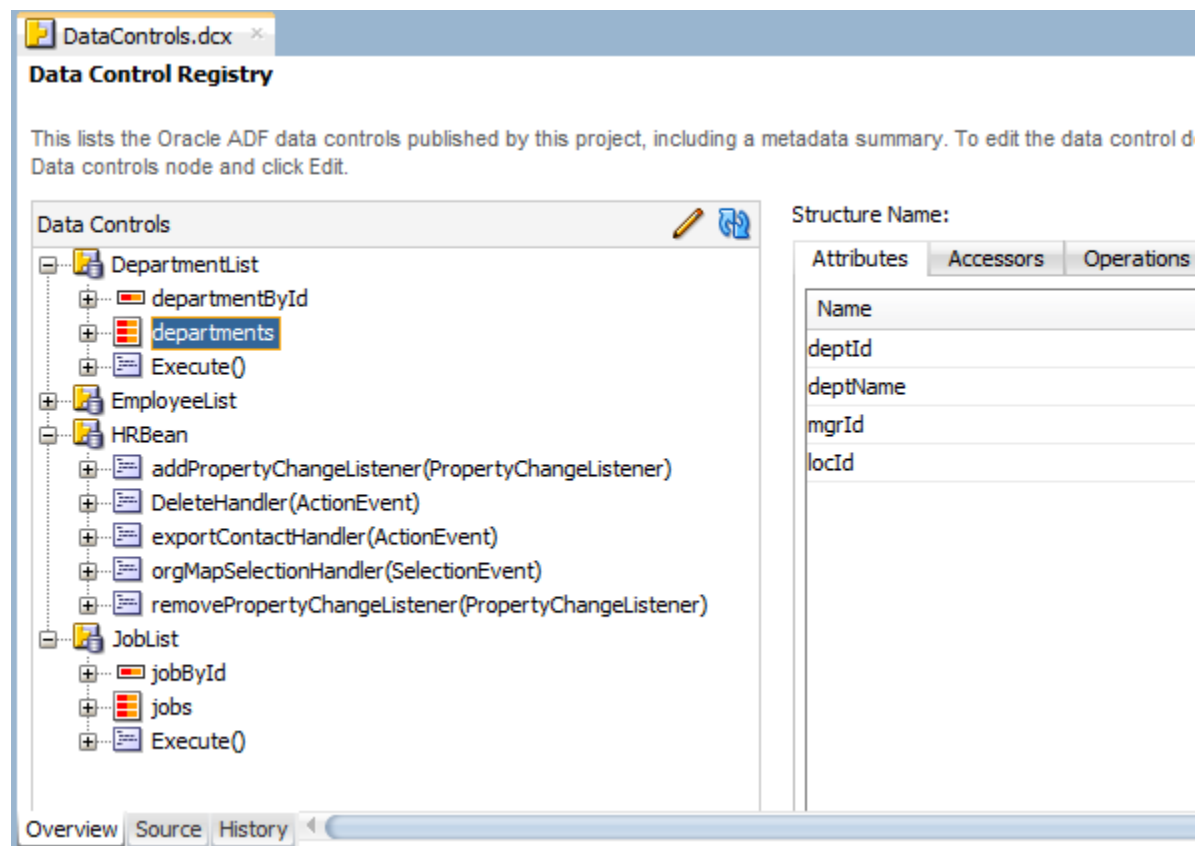 DataControls.dcx
Data Control Registry
This lists the Oracle ADF data controls published by this project, including a metadata summary. To edit the data control
Data controls node and click Edit.
Data Controls
DepartmentList
departmentById
departments
Execute()
EmployeeList
HRBean
addPropertyChangeListener(PropertyChangeListener)
DeleteHandler(ActionEvent)
exportContactHandler(ActionEvent)
orgMapSelectionHandler(SelectionEvent)
removePropertyChangeListener(PropertyChangeListener)
JobList
jobById
jobs
Execute()
Structure Name:
Attributes Accessors Operations
Name
deptId
deptName
mgrId
locId
Overview Source History